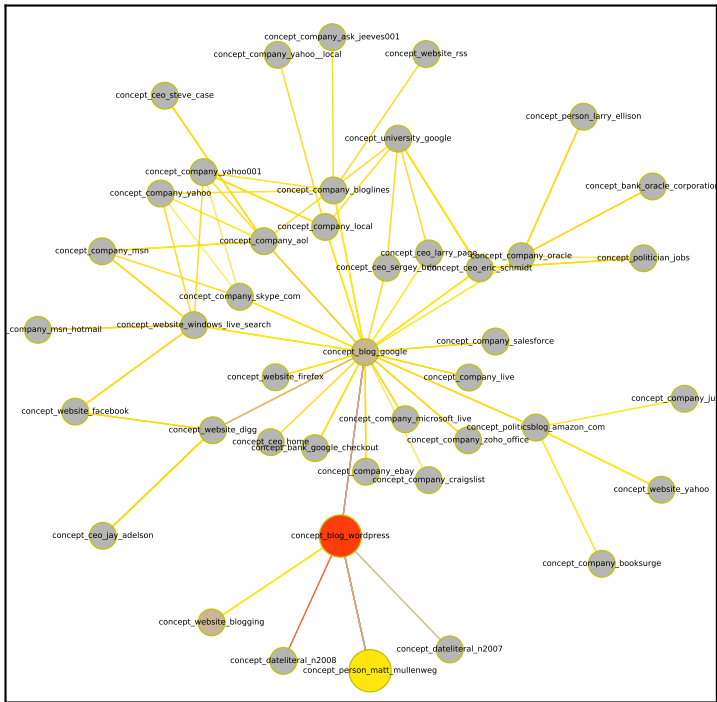 concept_company_ask_jeeves001
concept_company_yahoo__local
concept_website_rss
concept_ceo_steve_case
concept_person_larry_ellison
concept_university_google
concept_company_yahoo001
concept_company_yahoo
concept_company_bloglines
concept_bank_oracle_corporation
concept_company_local
concept_company_aol
concept_company_msn
concept_ceo_larry_page
concept_company_oracle
concept_politician_jobs
concept_ceo_sergey_brin
concept_ceo_eric_schmidt
concept_company_skype_com
_company_msn_hotmail
concept_website_windows_live_search
concept_company_salesforce
concept_blog_google
concept_website_firefox
concept_company_live
concept_company_ju
concept_website_facebook
concept_company_microsoft_live
concept_website_digg
concept_politicsblog_amazon_com
concept_ceo_home
concept_bank_google_checkout
concept_company_zoho_office
concept_company_ebay
concept_company_craigslist
concept_website_yahoo
concept_ceo_jay_adelson
concept_blog_wordpress
concept_company_booksurge
concept_website_blogging
concept_dateliteral_n2007
concept_dateliteral_n2008
concept_person_matt_mullenweg